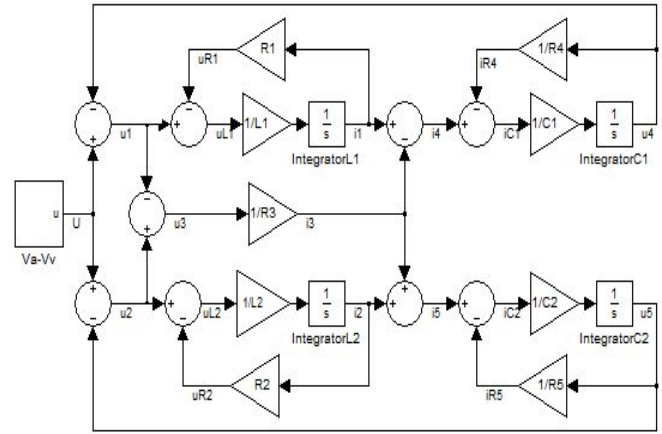 R1
uR1
1/R4
iR4
u1
uL1
1/L1
1
s
i1
i4
iC1
1/C1
1
s
u4
IntegratorL1
IntegratorC1
u
U
Va-Vv
u3
1/R3
i3
u2
uL2
1/L2
1
s
i2
i5
iC2
1/C2
1
s
u5
IntegratorL2
IntegratorC2
R2
uR2
1/R5
iR5